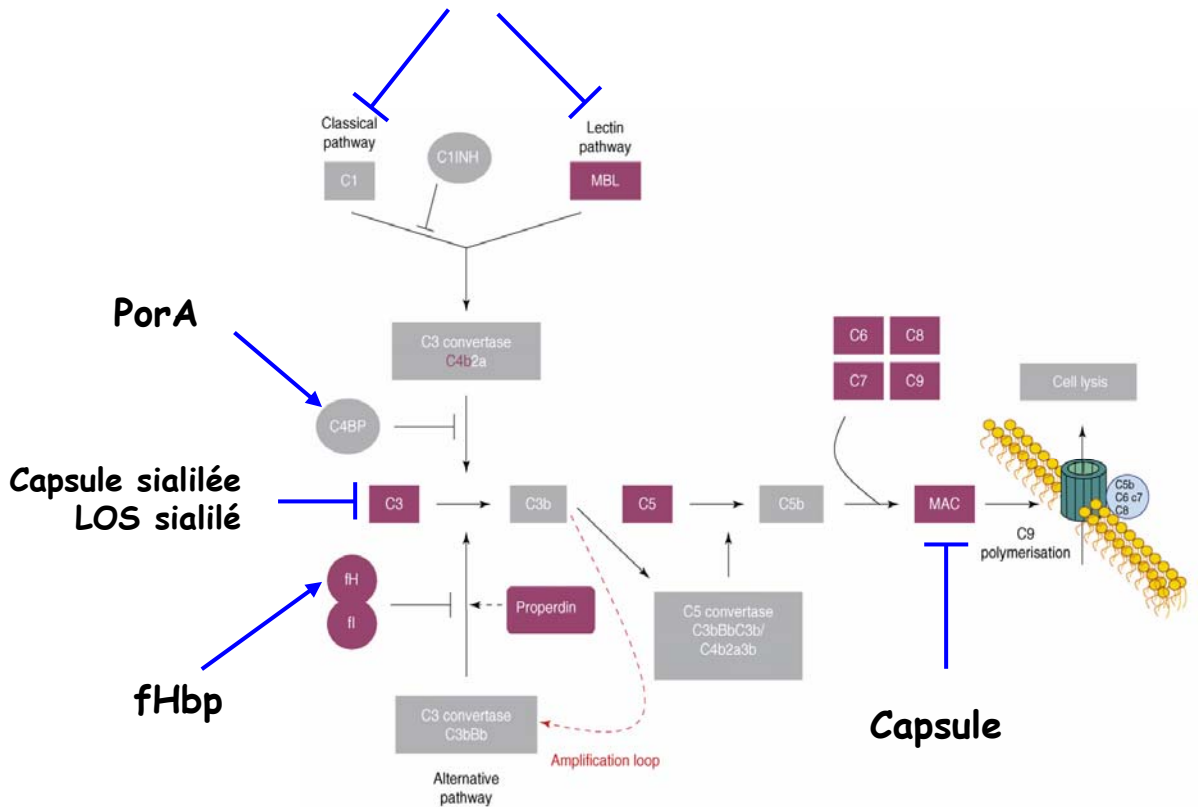 Classical
pathway
Lectin
pathway
C1INH
C1
MBL
PorA
C3 convertase
C4b2a
C6
C8
C7
C9
Cell lysis
C4BP
Capsule sialilée
LOS sialilé
C3
C3b
C5
C5b
MAC
C5b
C6 c7
C8
C9
polymerisation
fH
fI
Properdin
C5 convertase
C3bBbC3b/
C4b2a3b
fHbp
C3 convertase
C3bBb
Amplification loop
Capsule
Alternative
pathway